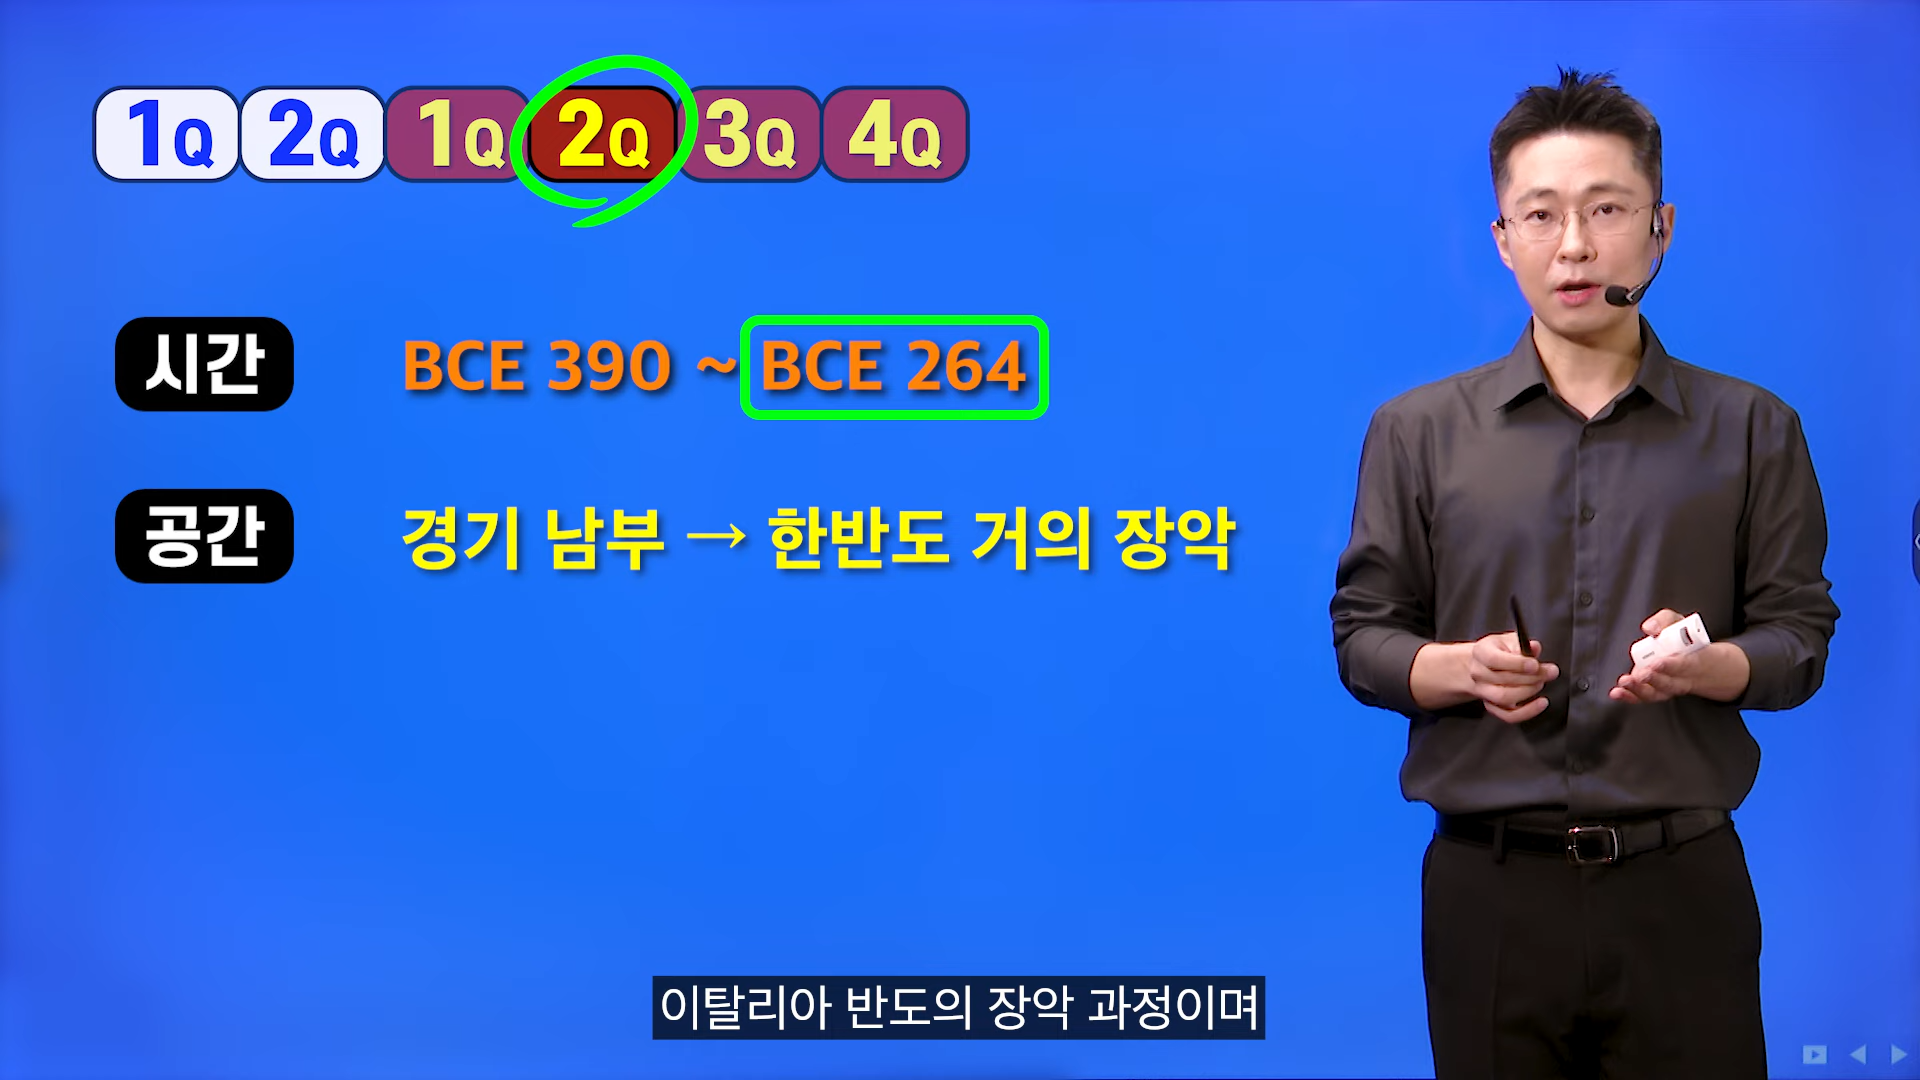 1Q 2Q 1Q 2Q 3Q 4Q
시간 BCE 390 ~ BCE 264
공간 경기 남부 → 한반도 거의 장악
이탈리아 반도의 장악 과정이며